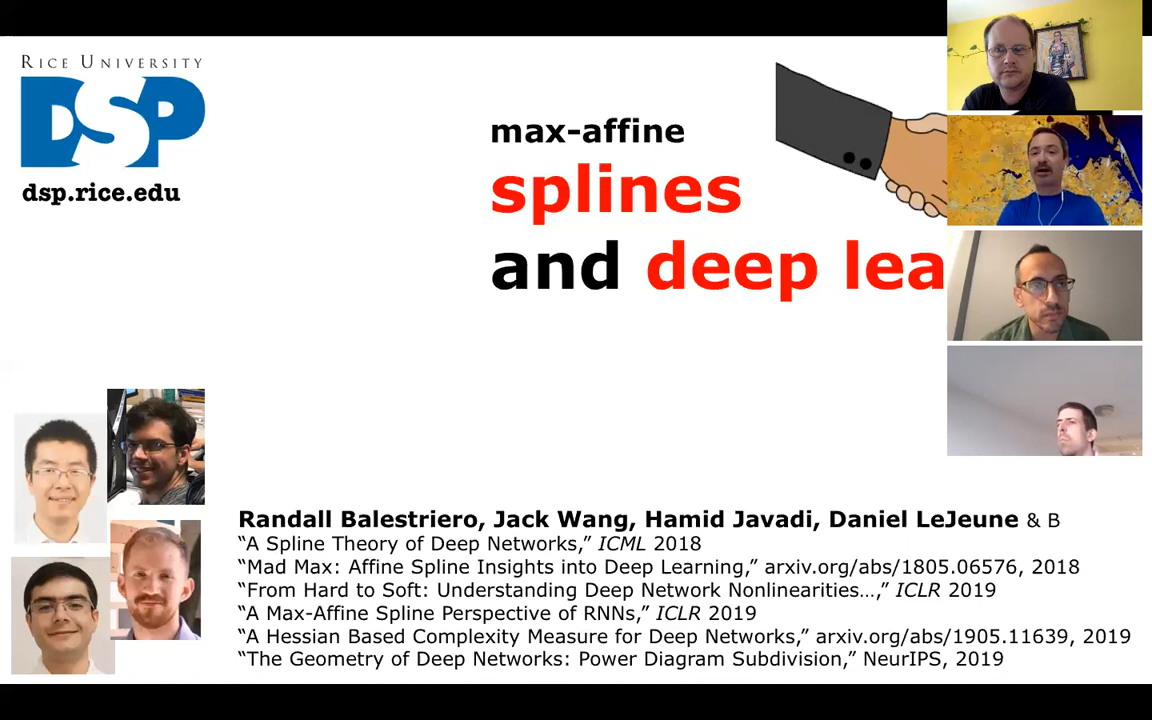 RICE UNIVERSITY
DSP
dsp.rice.edu
max-affine
splines
and deep lea
Randall Balestriero, Jack Wang, Hamid Javadi, Daniel LeJeune & B
“A Spline Theory of Deep Networks,” ICML 2018
“Mad Max: Affine Spline Insights into Deep Learning,” arxiv.org/abs/1805.06576, 2018
“From Hard to Soft: Understanding Deep Network Nonlinearities…,” ICLR 2019
“A Max-Affine Spline Perspective of RNNs,” ICLR 2019
“A Hessian Based Complexity Measure for Deep Networks,” arxiv.org/abs/1905.11639, 2019
“The Geometry of Deep Networks: Power Diagram Subdivision,” NeurIPS, 2019